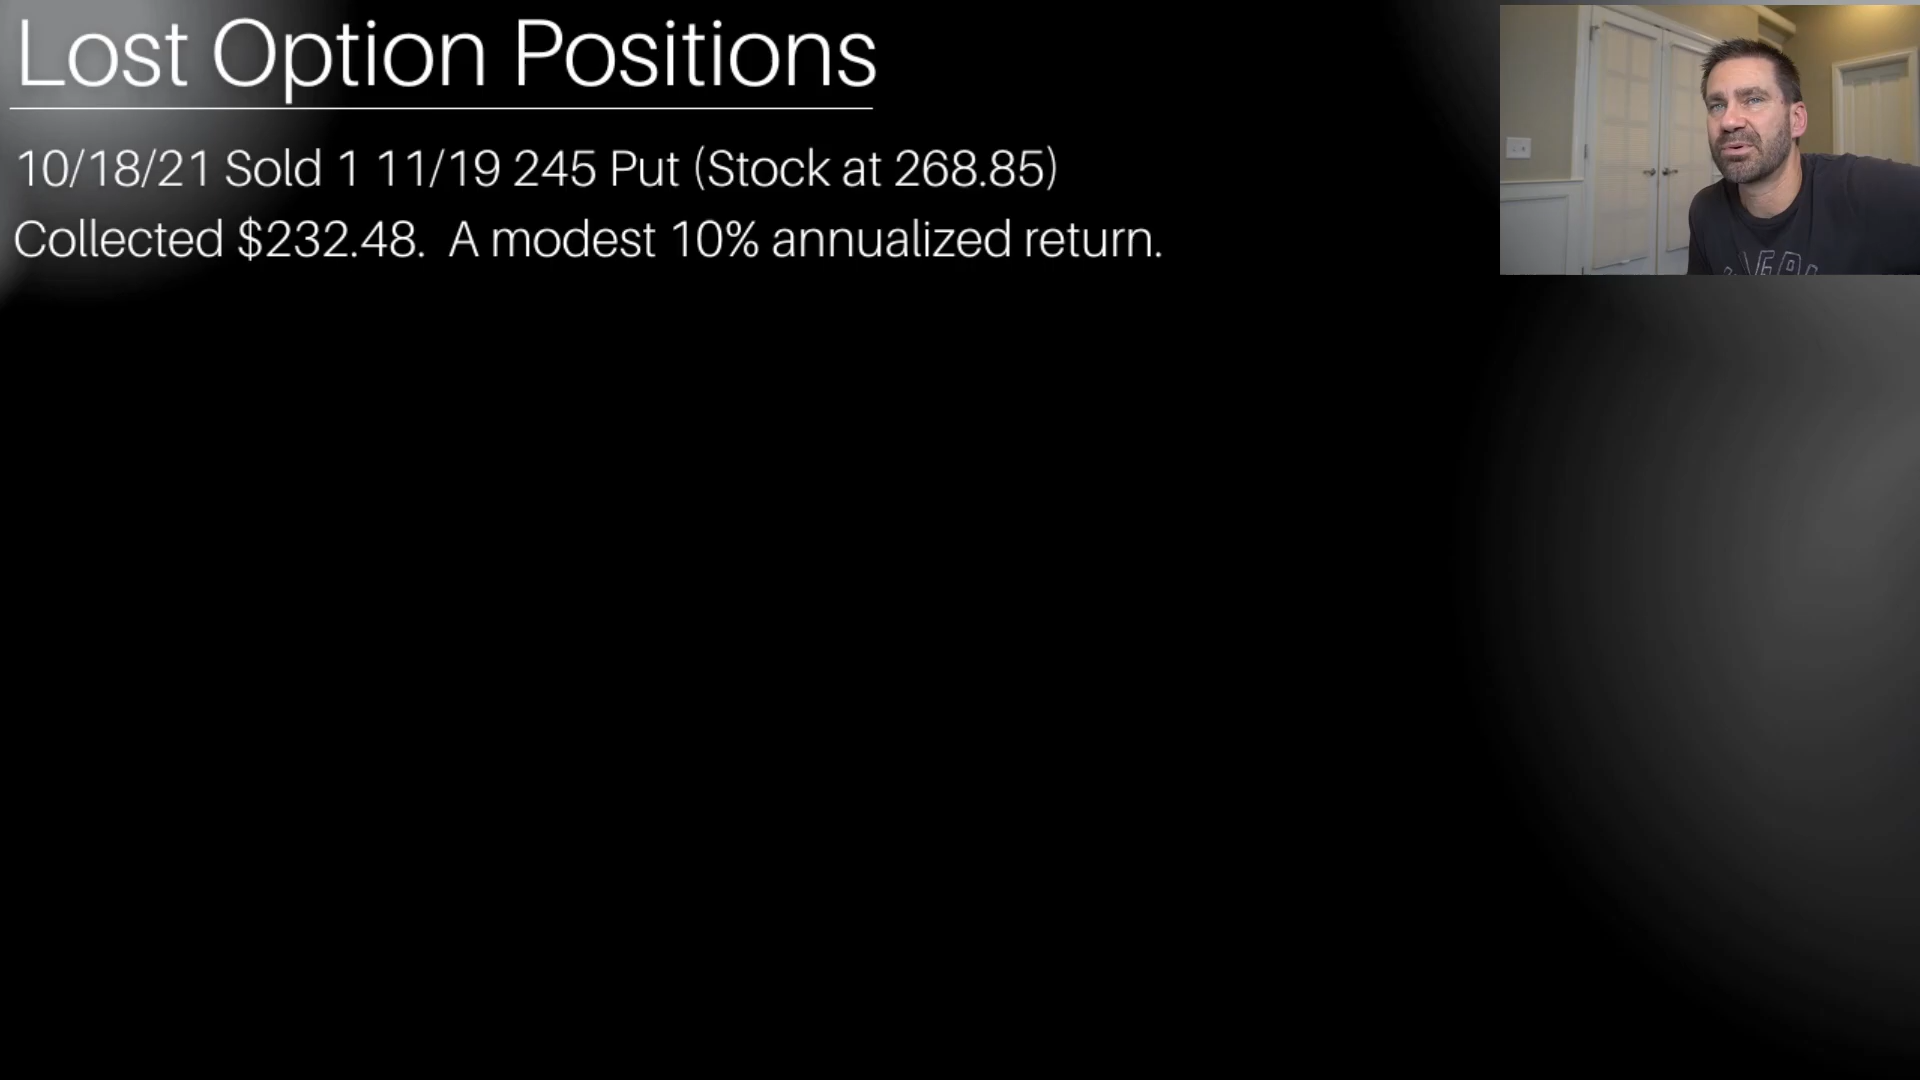 Lost Option Positions
10/18/21 Sold 1 11/19 245 Put (Stock at 268.85)
Collected $232.48. A modest 10% annualized return.